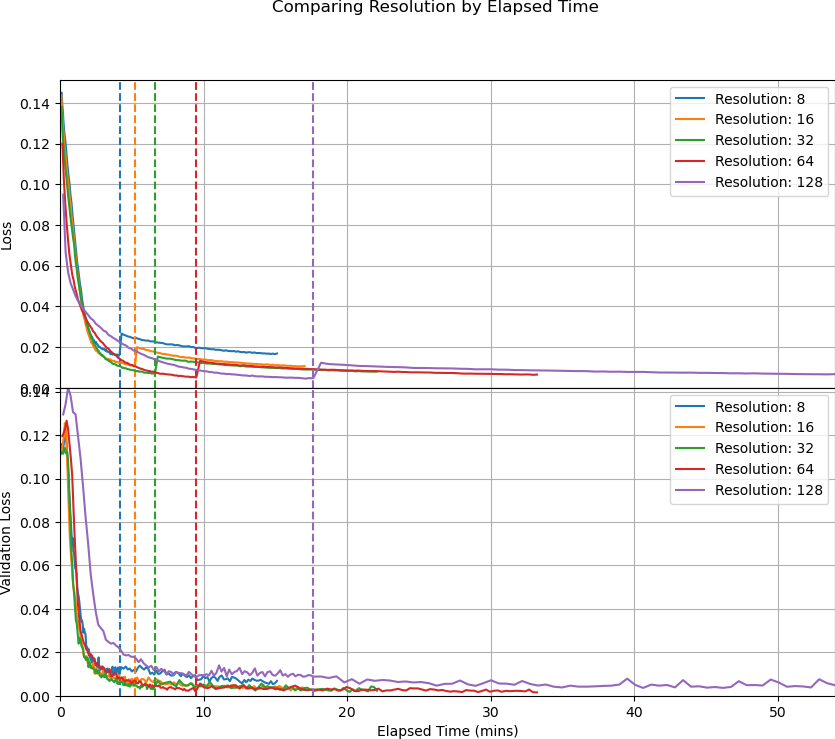 Comparing Resolution by Elapsed Time
Loss
0.14
0.12
0.10
0.08
0.06
0.04
0.02
0.00
Resolution: 8
Resolution: 16
Resolution: 32
Resolution: 64
Resolution: 128
Validation Loss
0.14
0.12
0.10
0.08
0.06
0.04
0.02
0.00
Resolution: 8
Resolution: 16
Resolution: 32
Resolution: 64
Resolution: 128
0 10 20 30 40 50
Elapsed Time (mins)